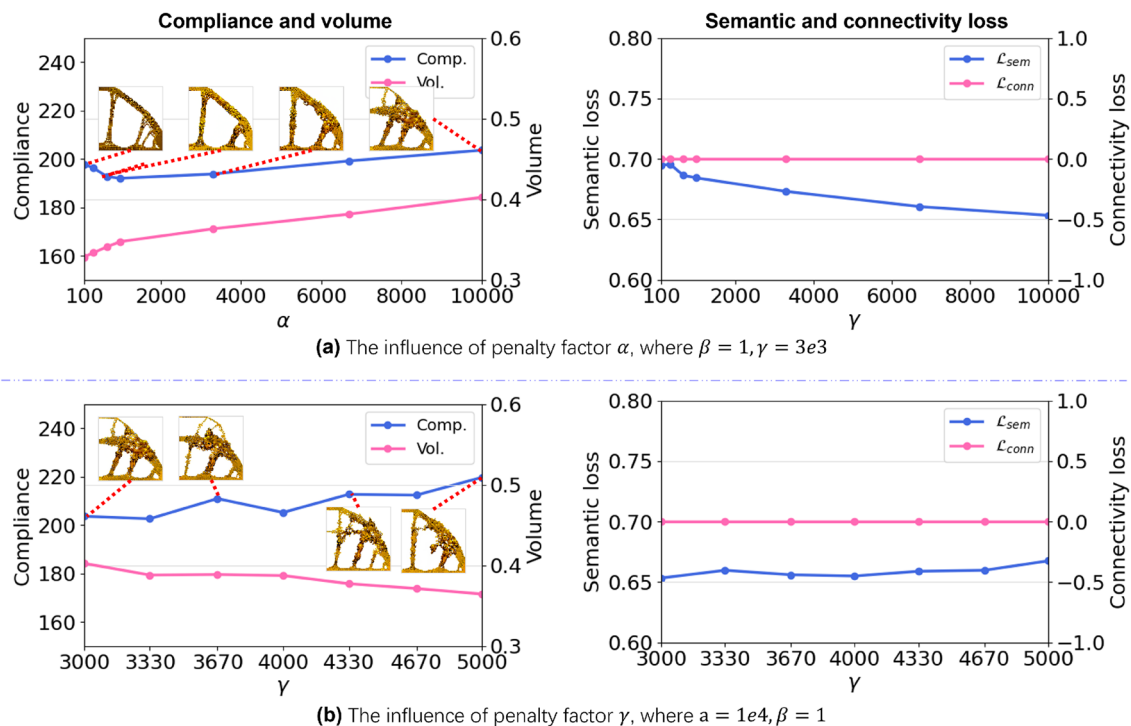 Compliance and volume
Semantic and connectivity loss
240
220
200
180
160
Compliance
0.6
0.5
0.4
0.3
Volume
Comp.
Vol.
100 2000 4000 6000 8000 10000
α
0.80
0.75
0.70
0.65
0.60
Semantic loss
1.0
0.5
0.0
−0.5
−1.0
Connectivity loss
ℒsem
ℒconn
100 2000 4000 6000 8000 10000
γ
(a) The influence of penalty factor α, where β = 1, γ = 3e3
240
220
200
180
160
Compliance
0.6
0.5
0.4
0.3
Volume
Comp.
Vol.
3000 3330 3670 4000 4330 4670 5000
γ
0.80
0.75
0.70
0.65
0.60
Semantic loss
1.0
0.5
0.0
−0.5
−1.0
Connectivity loss
ℒsem
ℒconn
3000 3330 3670 4000 4330 4670 5000
γ
(b) The influence of penalty factor γ, where a = 1e4, β = 1